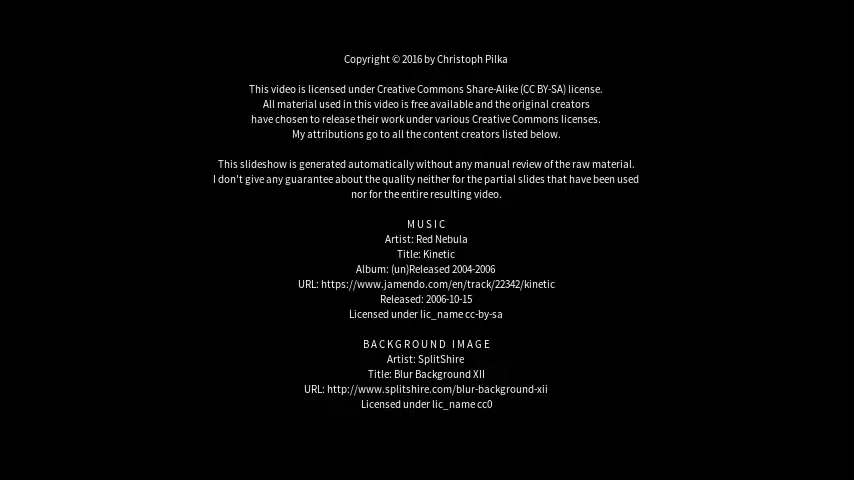 Copyright © 2016 by Christoph Pilka
This video is licensed under Creative Commons Share-Alike (CC BY-SA) license.
All material used in this video is free available and the original creators
have chosen to release their work under various Creative Commons licenses.
My attributions go to all the content creators listed below.
This slideshow is generated automatically without any manual review of the raw material.
I don't give any guarantee about the quality neither for the partial slides that have been used
nor for the entire resulting video.
MUSIC
Artist: Red Nebula
Title: Kinetic
Album: (un)Released 2004-2006
URL: https://www.jamendo.com/en/track/22342/kinetic
Released: 2006-10-15
Licensed under lic_name cc-by-sa
BACKGROUND IMAGE
Artist: SplitShire
Title: Blur Background XII
URL: http://www.splitshire.com/blur-background-xii
Licensed under lic_name cc0